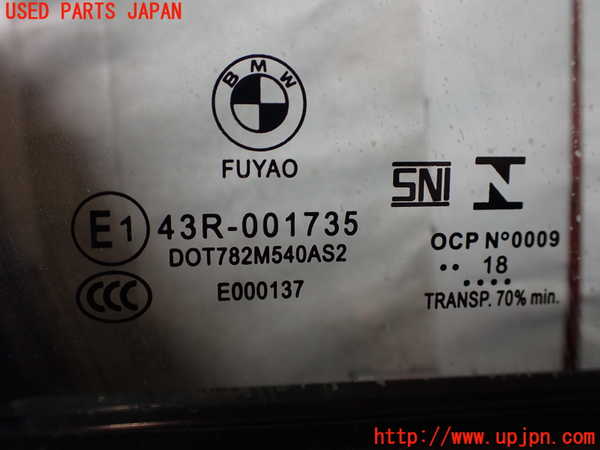 USED PARTS JAPAN
BMW
FUYAO
SNI
N
E1 43R-001735
DOT782M540AS2
OCP Nº0009
.. 18
....
CCC
E000137
TRANSP. 70% min.
http://www.upjpn.com